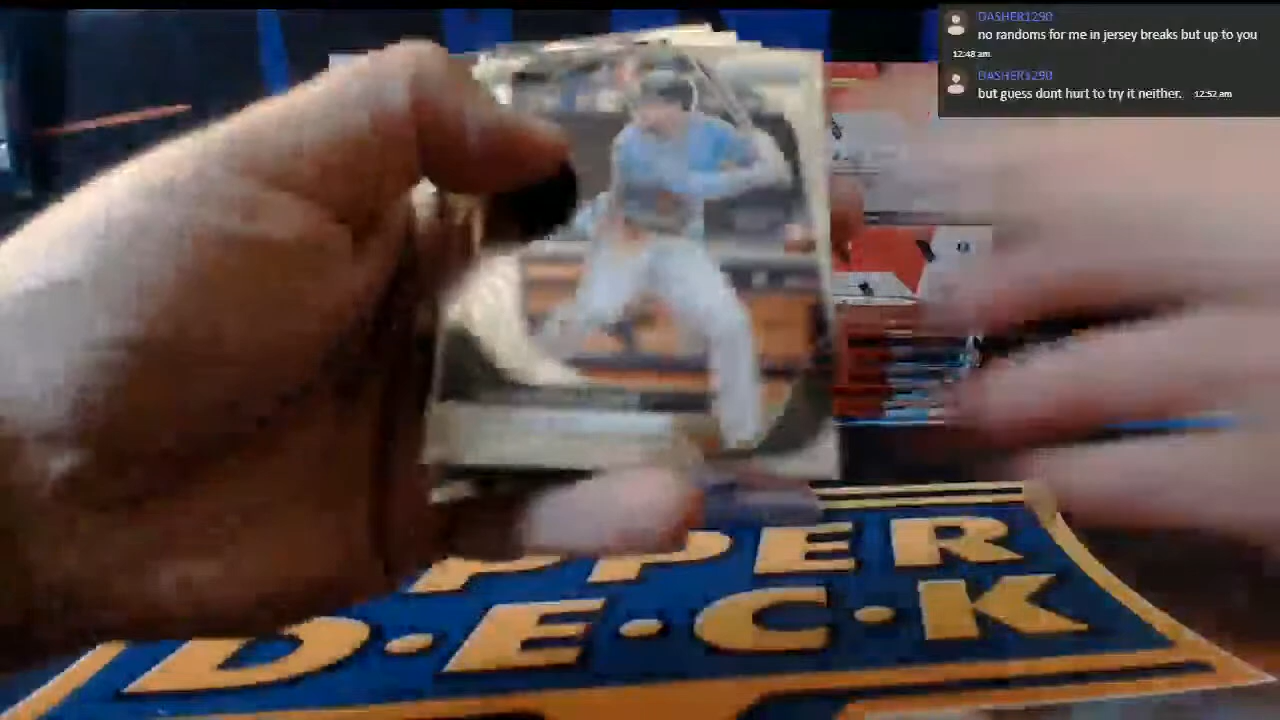 DASHER1290
no randoms for me in jersey breaks but up to you
12:48 am
DASHER1290
but guess dont hurt to try it neither. 12:52 am
PPER
D·E·C·K